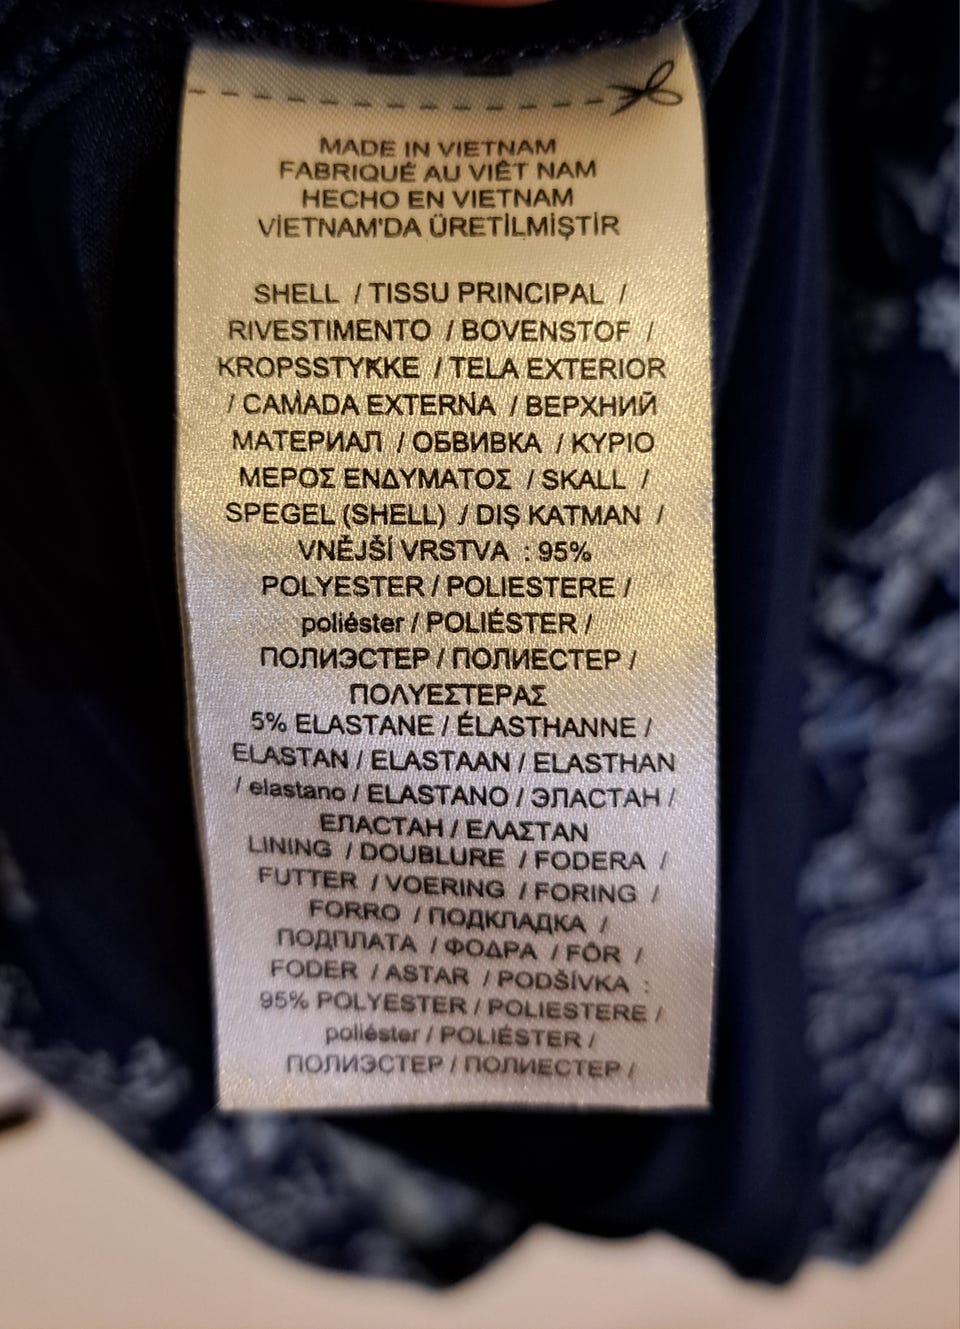 MADE IN VIETNAM
FABRIQUÉ AU VIÊT NAM
HECHO EN VIETNAM
VİETNAM'DA ÜRETİLMİŞTİR
SHELL / TISSU PRINCIPAL /
RIVESTIMENTO / BOVENSTOF /
KROPSSTYKKE / TELA EXTERIOR
/ CAMADA EXTERNA / ВЕРХНИЙ
МАТЕРИАЛ / ОБВИВКА / ΚΥΡΙΟ
ΜΕΡΟΣ ΕΝΔΥΜΑΤΟΣ / SKALL /
SPEGEL (SHELL) / DIŞ KATMAN /
VNĚJŠÍ VRSTVA : 95%
POLYESTER / POLIESTERE /
poliéster / POLIÉSTER /
ПОЛИЭСТЕР / ПОЛИЕСТЕР /
ΠΟΛΥΕΣΤΕΡΑΣ
5% ELASTANE / ÉLASTHANNE /
ELASTAN / ELASTAAN / ELASTHAN
/ elastano / ELASTANO / ЭЛАСТАН /
ЕЛАСТАН / ΕΛΑΣΤΑΝ
LINING / DOUBLURE / FODERA /
FUTTER / VOERING / FORING /
FORRO / ПОДКЛАДКА /
ПОДПЛАТА / ΦΟΔΡΑ / FÔR /
FODER / ASTAR / PODŠÍVKA :
95% POLYESTER / POLIESTERE /
poliéster / POLIÉSTER /
ПОЛИЭСТЕР / ПОЛИЕСТЕР /